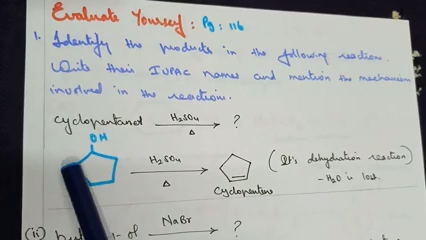 Evaluate Yourself : Pg: 116
1. Identify the products in the following reaction.
Write their IUPAC names and mention the mechanism
involved in the reactions.
cyclopentanol H₂SO₄ Δ ?
OH
H₂SO₄ Δ (It's dehydration reaction)
cyclopentene - H₂O is lost.
(ii) -ol NaBr ?